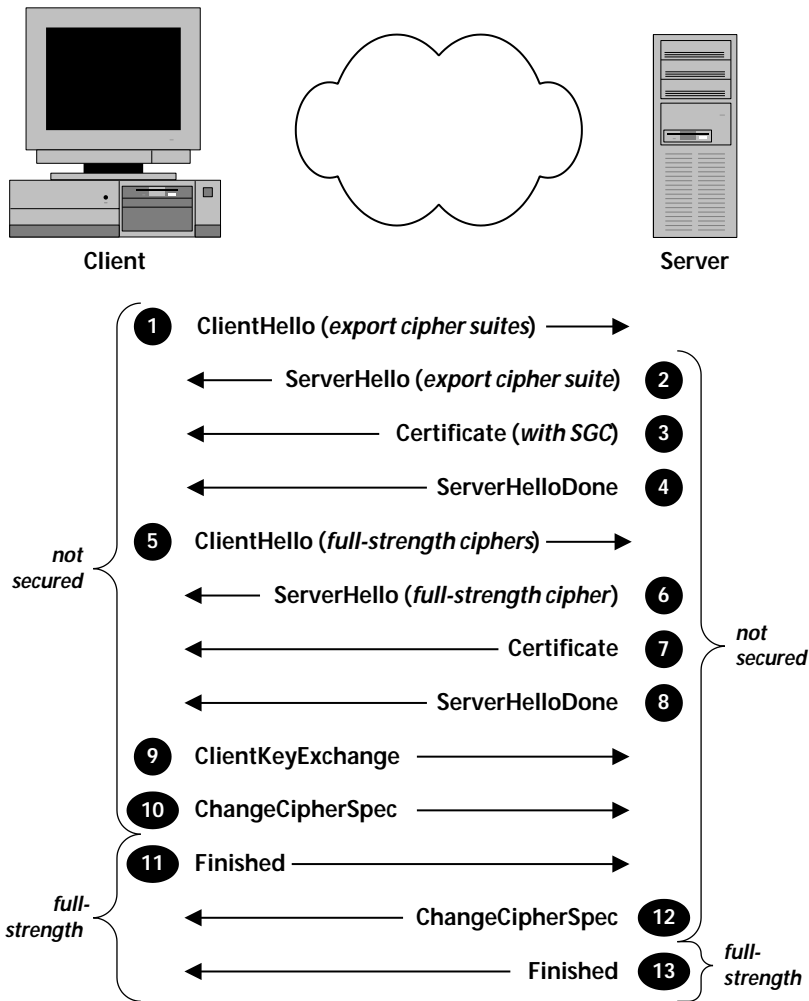 Client
Server
1 ClientHello (export cipher suites)
ServerHello (export cipher suite) 2
Certificate (with SGC) 3
ServerHelloDone 4
5 ClientHello (full-strength ciphers)
not
secured
ServerHello (full-strength cipher) 6
Certificate 7
not
secured
ServerHelloDone 8
9 ClientKeyExchange
10 ChangeCipherSpec
11 Finished
full-
strength
ChangeCipherSpec 12
Finished 13
full-
strength